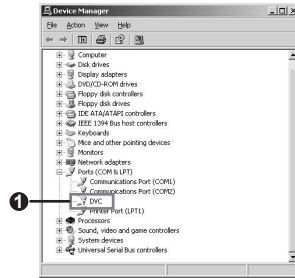 Device Manager
File Action View Help
Computer
Disk drives
Display adapters
DVD/CD-ROM drives
Floppy disk controllers
Floppy disk drives
IDE ATA/ATAPI controllers
IEEE 1394 Bus host controllers
Keyboards
Mice and other pointing devices
Monitors
Network adapters
Ports (COM & LPT)
Communications Port (COM1)
Communications Port (COM2)
1 DVC
Printer Port (LPT1)
Processors
Sound, video and game controllers
System devices
Universal Serial Bus controllers